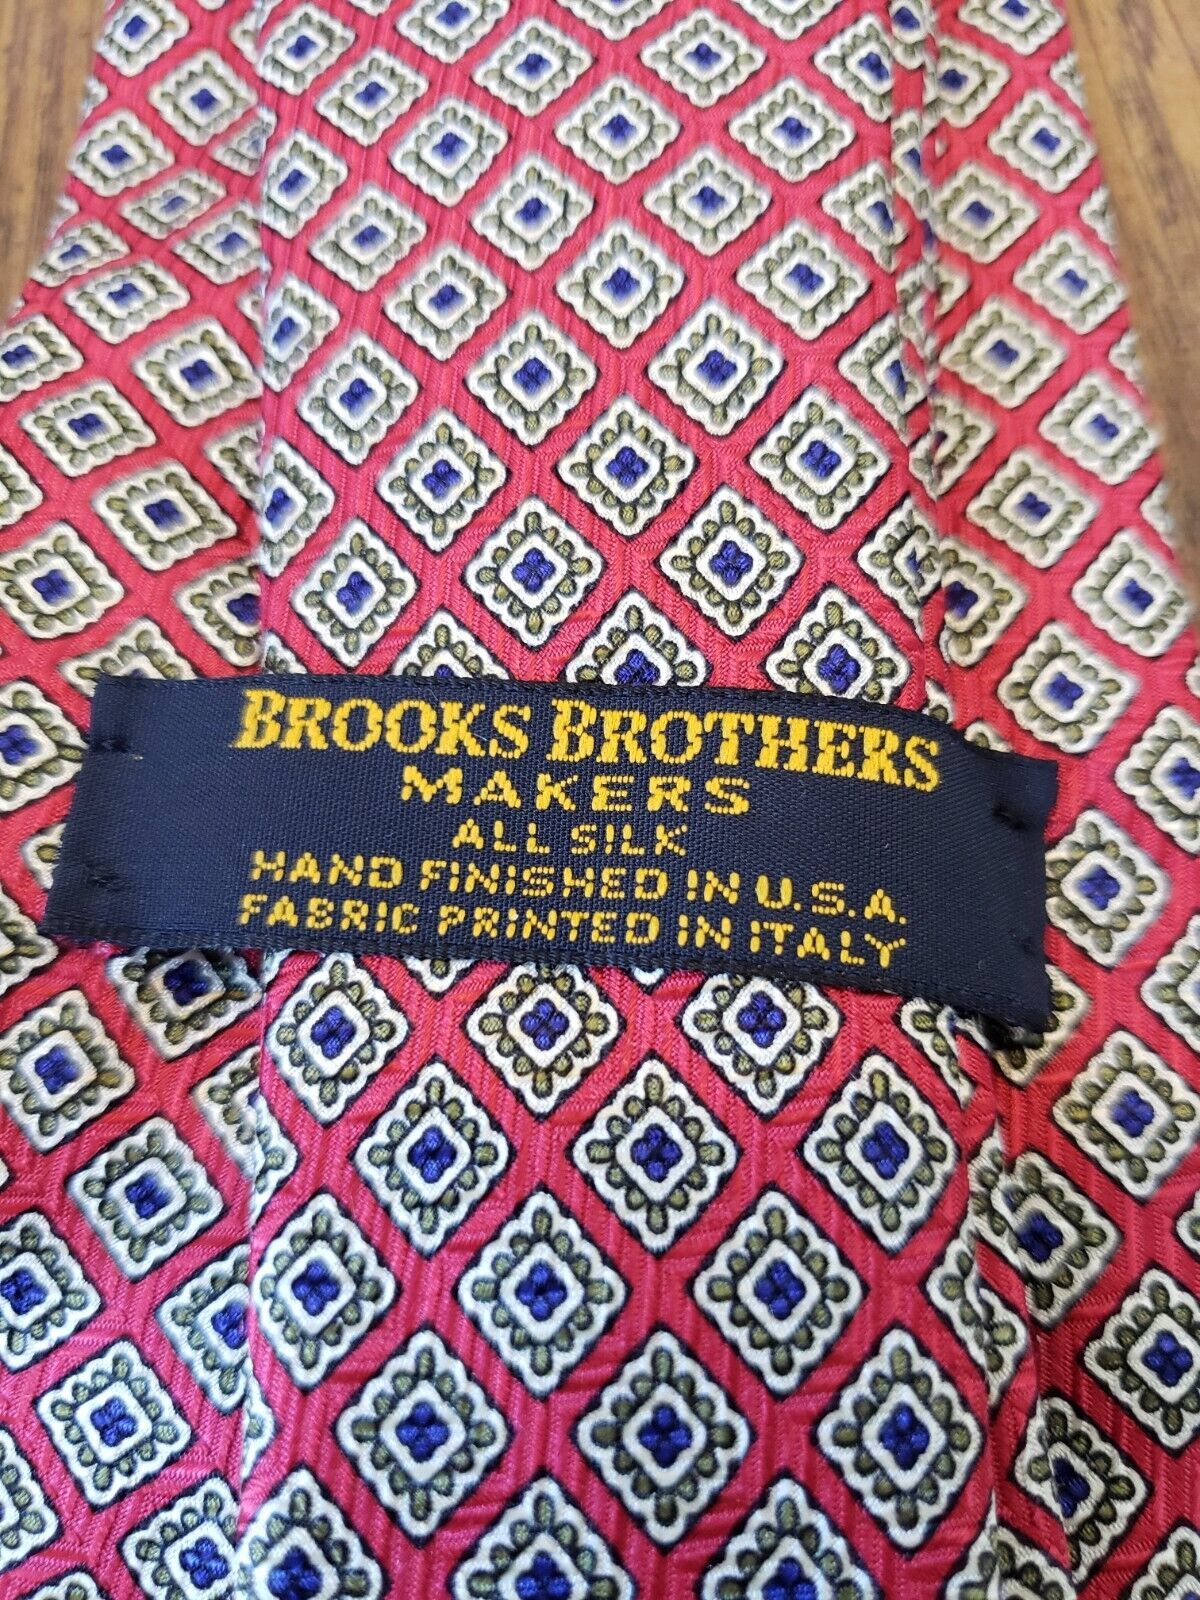 BROOKS BROTHERS
MAKERS
ALL SILK
HAND FINISHED IN U.S.A.
FABRIC PRINTED IN ITALY